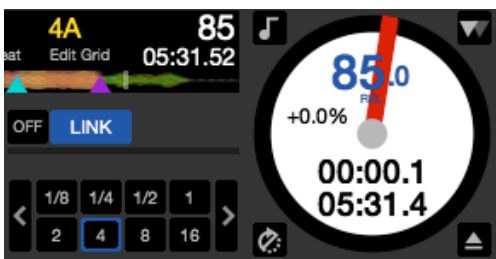 4A 85
eat Edit Grid 05:31.52
OFF LINK
1/8 1/4 1/2 1
2 4 8 16
85.0
REL
+0.0%
00:00.1
05:31.4